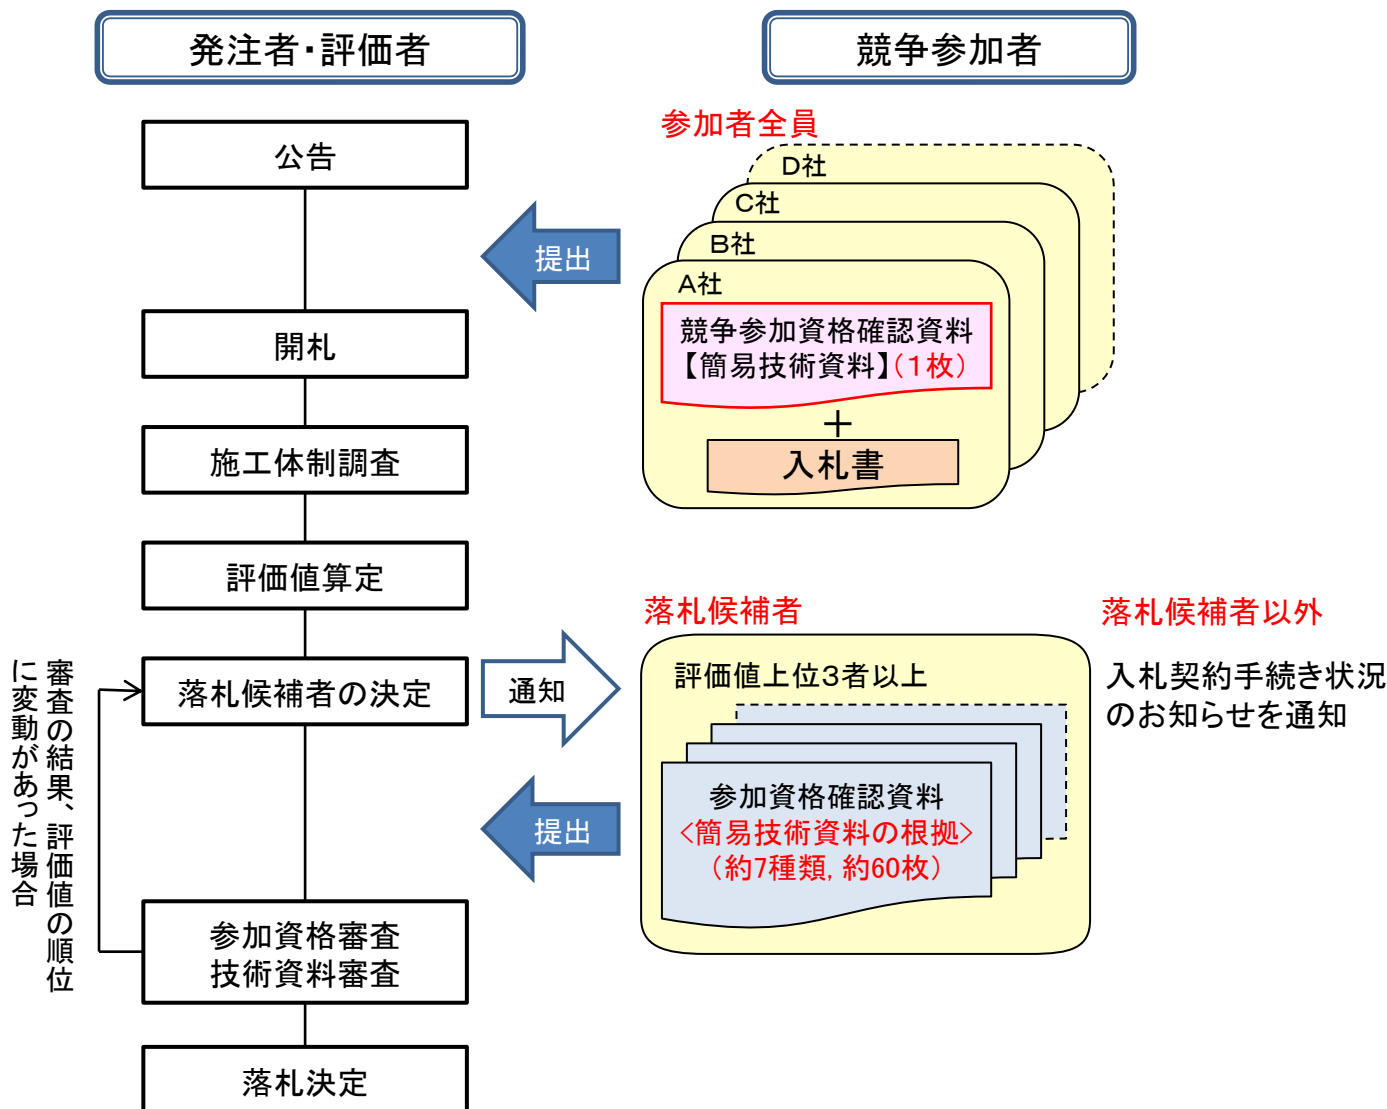 発注者・評価者
競争参加者
公告
開札
施工体制調査
評価値算定
落札候補者の決定
参加資格審査
技術資料審査
落札決定
審査の結果、評価値の順位
に変動があった場合
提出
参加者全員
D社
C社
B社
A社
競争参加資格確認資料
【簡易技術資料】（１枚）
＋
入札書
通知
落札候補者
評価値上位３者以上
提出
参加資格確認資料
<簡易技術資料の根拠>
（約7種類, 約60枚）
落札候補者以外
入札契約手続き状況
のお知らせを通知